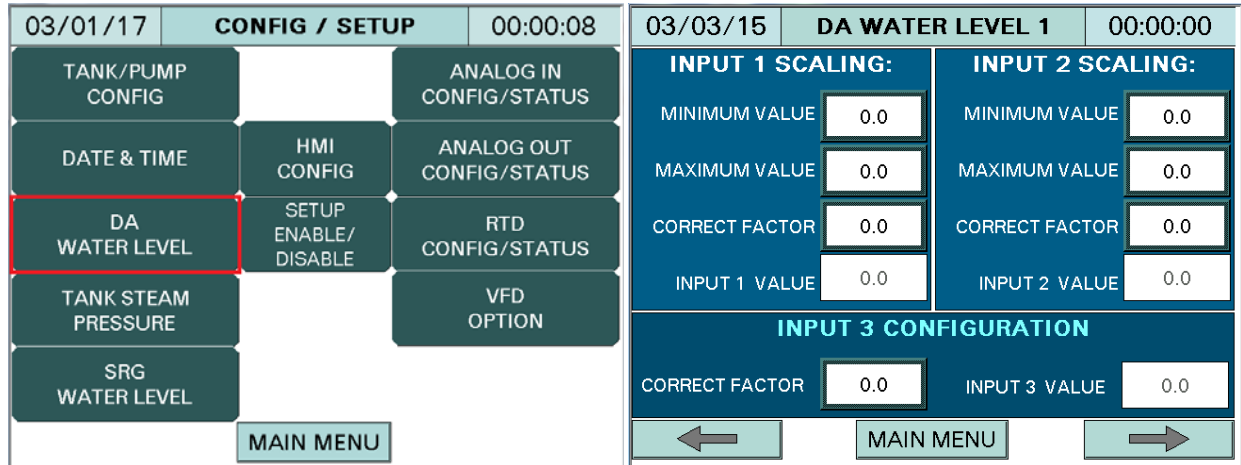 03/01/17 CONFIG / SETUP 00:00:08
TANK/PUMP
CONFIG
ANALOG IN
CONFIG/STATUS
DATE & TIME
HMI
CONFIG
ANALOG OUT
CONFIG/STATUS
DA
WATER LEVEL
SETUP
ENABLE/
DISABLE
RTD
CONFIG/STATUS
TANK STEAM
PRESSURE
VFD
OPTION
SRG
WATER LEVEL
MAIN MENU
03/03/15 DA WATER LEVEL 1 00:00:00
INPUT 1 SCALING:
MINIMUM VALUE 0.0
MAXIMUM VALUE 0.0
CORRECT FACTOR 0.0
INPUT 1 VALUE 0.0
INPUT 2 SCALING:
MINIMUM VALUE 0.0
MAXIMUM VALUE 0.0
CORRECT FACTOR 0.0
INPUT 2 VALUE 0.0
INPUT 3 CONFIGURATION
CORRECT FACTOR 0.0 INPUT 3 VALUE 0.0
MAIN MENU